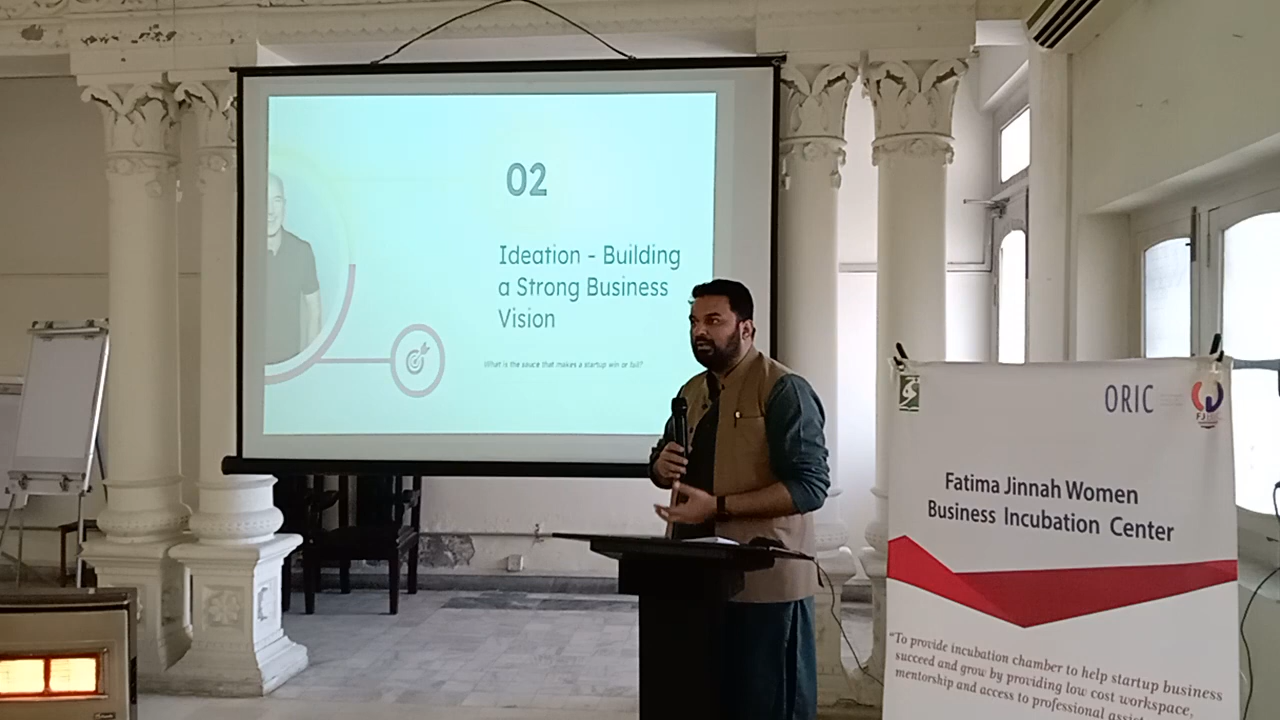 02
Ideation - Building
a Strong Business
Vision
What is the sauce that makes a startup win or fail?
ORIC
FJ
Fatima Jinnah Women
Business Incubation Center
“To provide incubation chamber to help startup business
succeed and grow by providing low cost workspace,
mentorship and access to professional